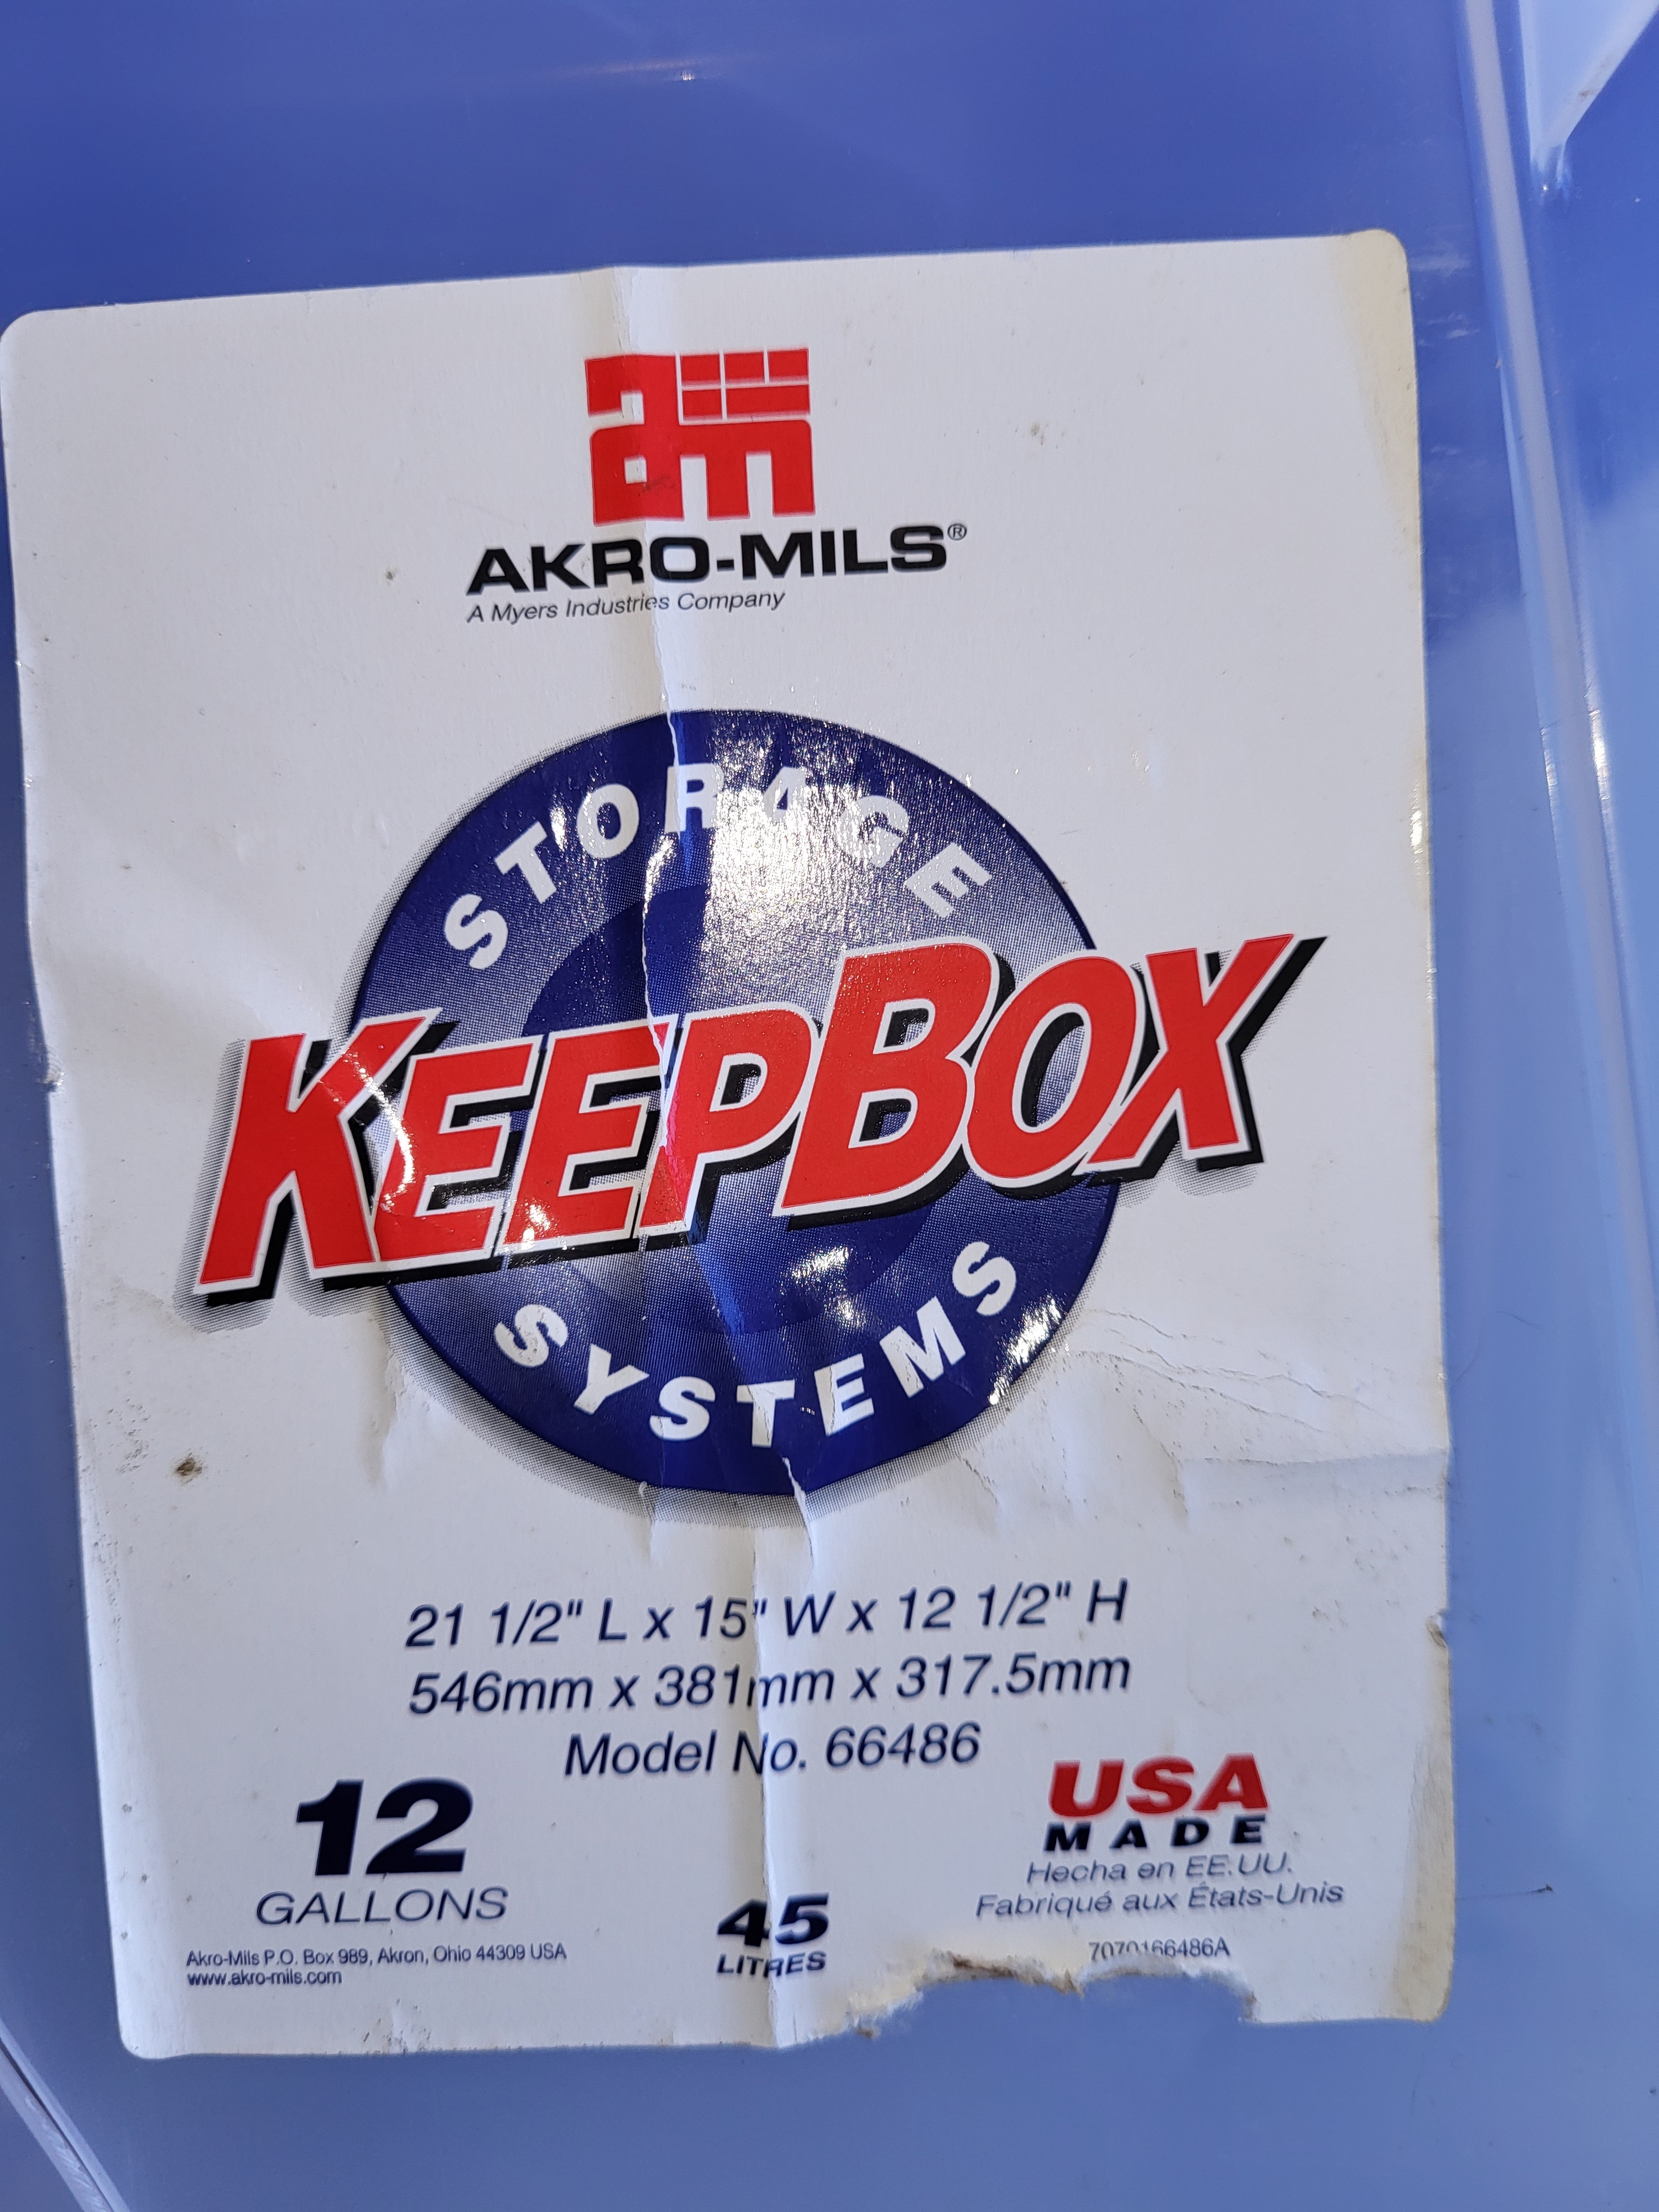 am
AKRO-MILS®
A Myers Industries Company
STORAGE
KEEPBOX
SYSTEMS
21 1/2" L x 15" W x 12 1/2" H
546mm x 381mm x 317.5mm
Model No. 66486
12
GALLONS
45
LITRES
USA
MADE
Hecha en EE.UU.
Fabriqué aux États-Unis
Akro-Mils P.O. Box 989, Akron, Ohio 44309 USA
www.akro-mils.com
7070166486A